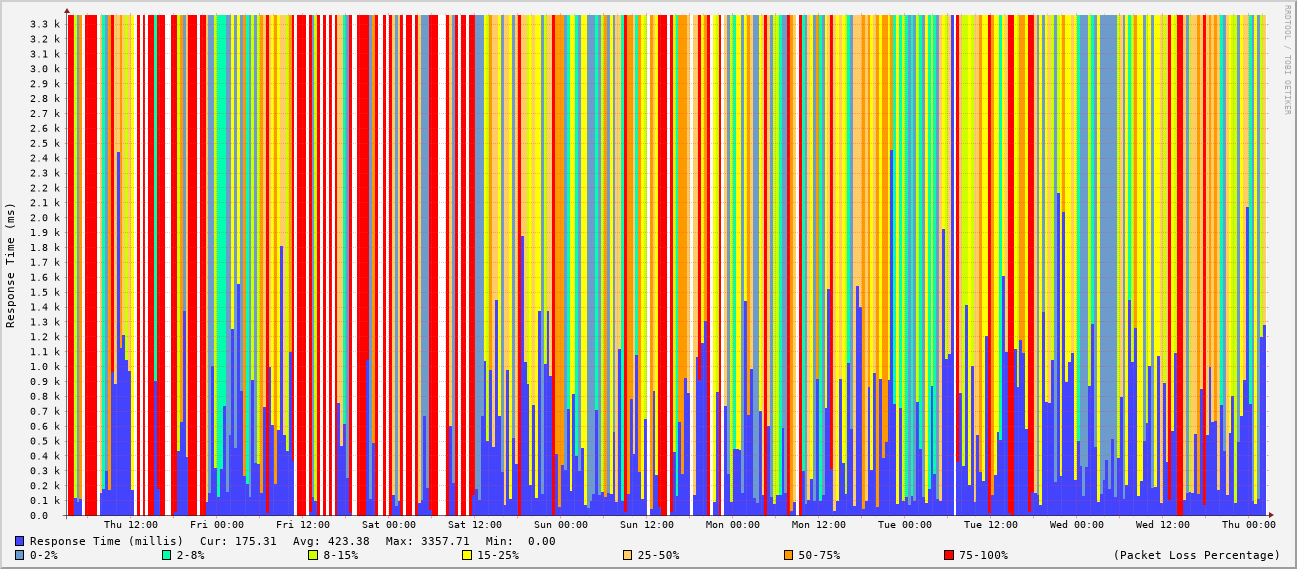 RRDTOOL / TOBI OETIKER
Response Time (ms)
3.3 k
3.2 k
3.1 k
3.0 k
2.9 k
2.8 k
2.7 k
2.6 k
2.5 k
2.4 k
2.3 k
2.2 k
2.1 k
2.0 k
1.9 k
1.8 k
1.7 k
1.6 k
1.5 k
1.4 k
1.3 k
1.2 k
1.1 k
1.0 k
0.9 k
0.8 k
0.7 k
0.6 k
0.5 k
0.4 k
0.3 k
0.2 k
0.1 k
0.0
Thu 12:00 Fri 00:00 Fri 12:00 Sat 00:00 Sat 12:00 Sun 00:00 Sun 12:00 Mon 00:00 Mon 12:00 Tue 00:00 Tue 12:00 Wed 00:00 Wed 12:00 Thu 00:00
Response Time (millis) Cur: 175.31 Avg: 423.38 Max: 3357.71 Min: 0.00
0-2% 2-8% 8-15% 15-25% 25-50% 50-75% 75-100% (Packet Loss Percentage)